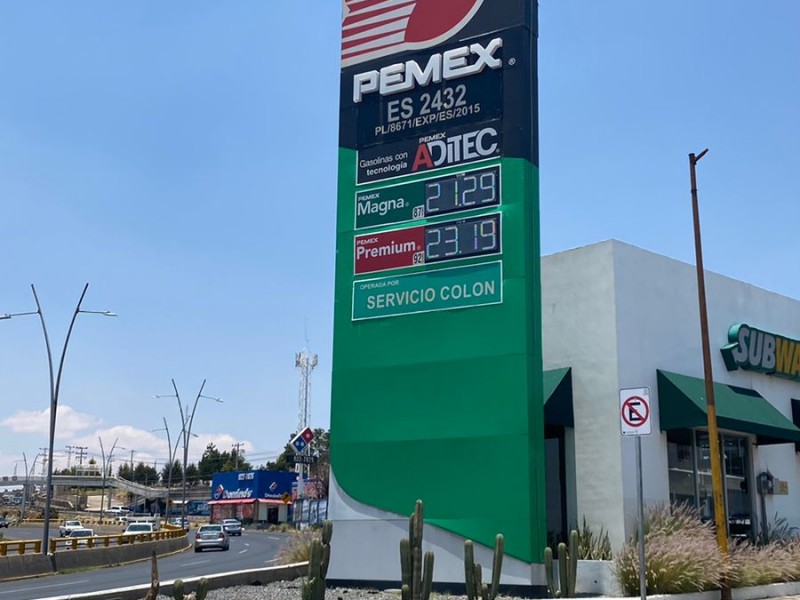 PEMEX®
ES 2432
PL/8671/EXP/ES/2015
Gasolinas con
tecnología
PEMEX
ADITEC
PEMEX
Magna®
87
21.29
PEMEX
Premium®
92
23.19
OPERADA POR
SERVICIO COLON
SUBWA
E
Domino's